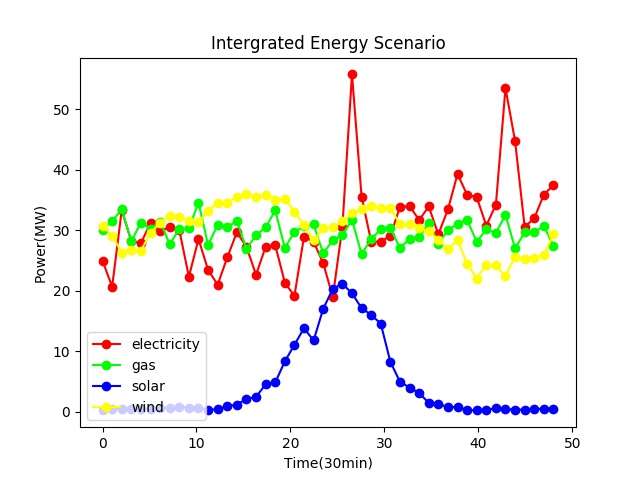 Intergrated Energy Scenario
Power(MW)
50
40
30
20
10
0
electricity
gas
solar
wind
0 10 20 30 40 50
Time(30min)